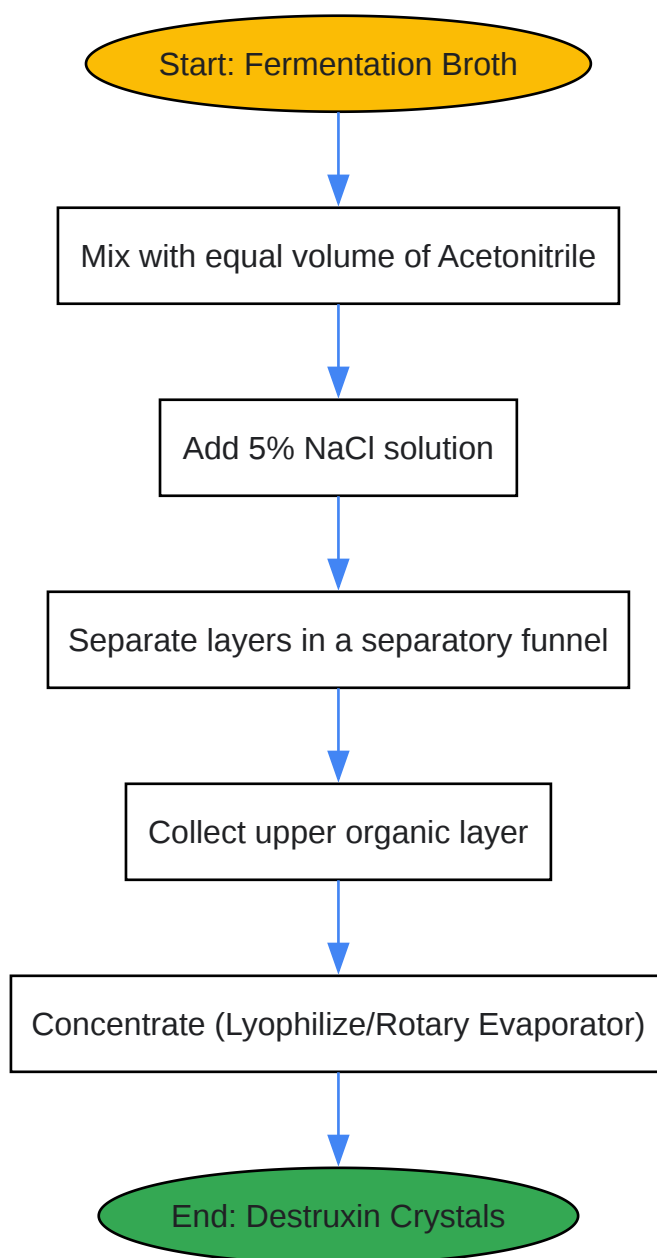 Start: Fermentation Broth
Mix with equal volume of Acetonitrile
Add 5% NaCl solution
Separate layers in a separatory funnel
Collect upper organic layer
Concentrate (Lyophilize/Rotary Evaporator)
End: Destruxin Crystals